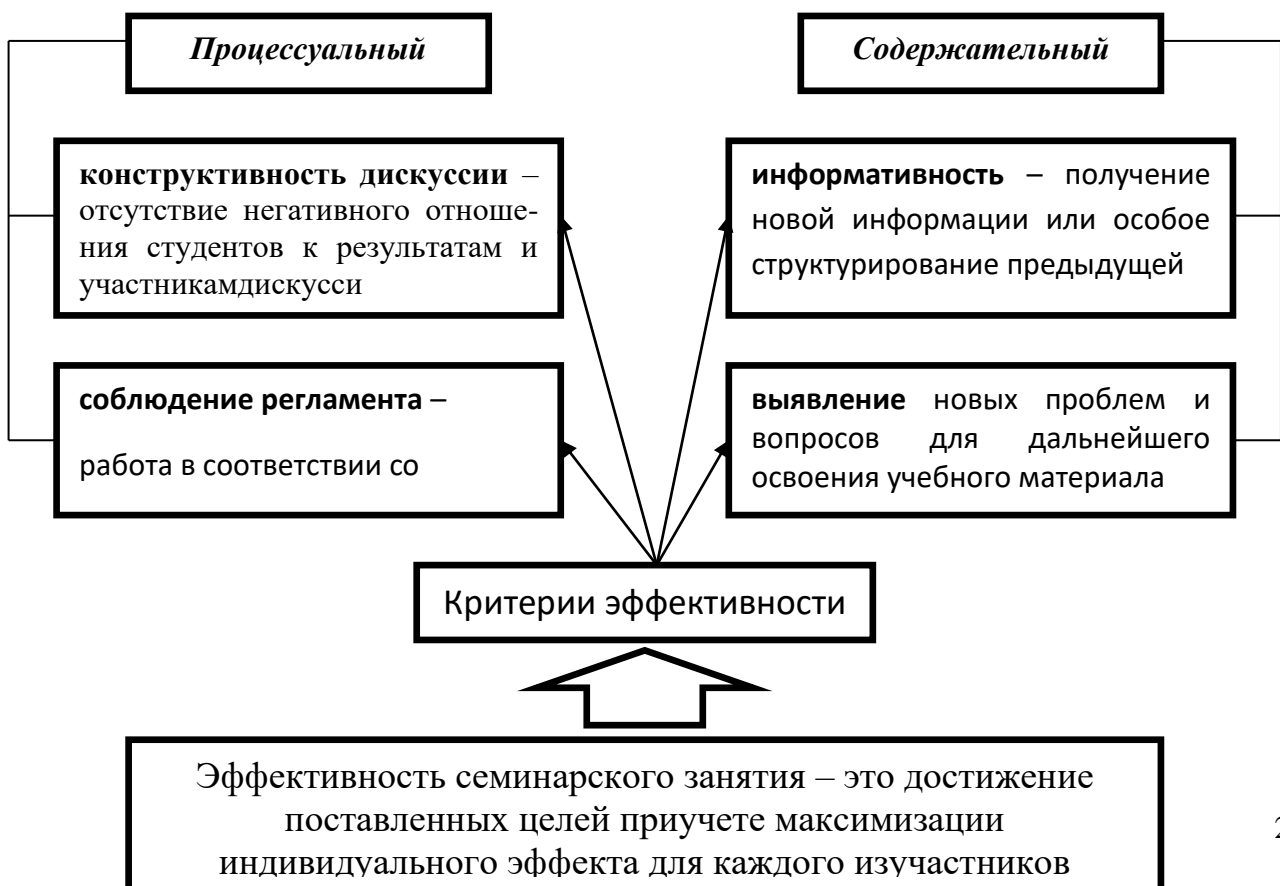 Процессуальный
Содержательный
конструктивность дискуссии –
отсутствие негативного отноше-
ния студентов к результатам и
участникамдискусси
информативность – получение
новой информации или особое
структурирование предыдущей
соблюдение регламента –
работа в соответствии со
выявление новых проблем и
вопросов для дальнейшего
освоения учебного материала
Критерии эффективности
Эффективность семинарского занятия – это достижение
поставленных целей приучете максимизации
индивидуального эффекта для каждого изучастников
2